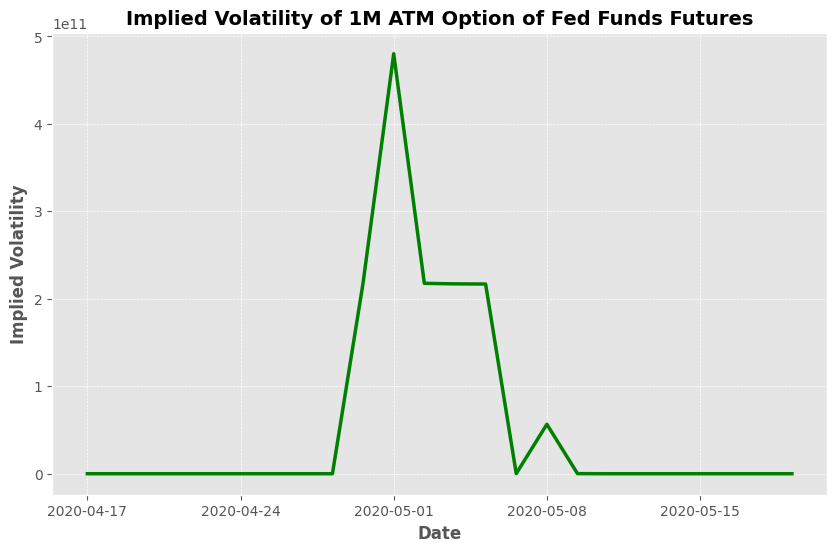 Implied Volatility of 1M ATM Option of Fed Funds Futures
1e11
5
4
3
2
1
0
Implied Volatility
2020-04-17 2020-04-24 2020-05-01 2020-05-08 2020-05-15
Date